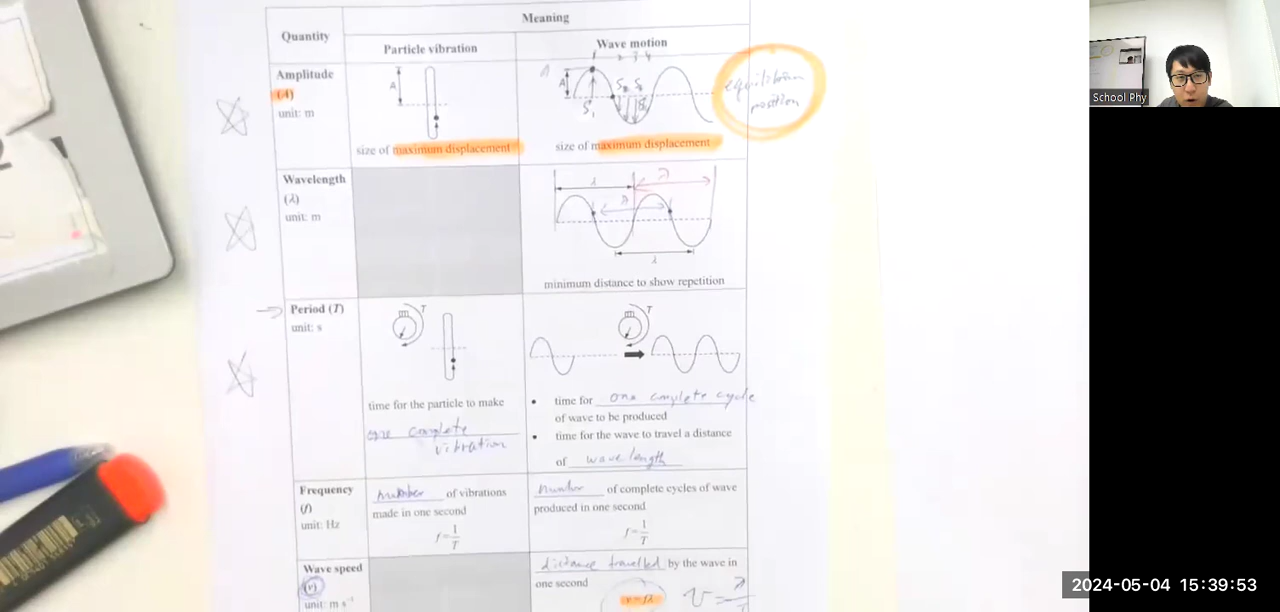 Quantity
Meaning
Particle vibration
Wave motion
Amplitude
(A)
unit: m
A
size of maximum displacement
A
size of maximum displacement
equilibrium
position
Wavelength
(λ)
unit: m
λ
λ
λ
λ
minimum distance to show repetition
Period (T)
unit: s
T
time for the particle to make
one complete
vibration
T
• time for one complete cycle
of wave to be produced
• time for the wave to travel a distance
of wavelength
Frequency
(f)
unit: Hz
number of vibrations
made in one second
f = 1/T
number of complete cycles of wave
produced in one second
f = 1/T
Wave speed
(v)
unit: m s⁻¹
distance travelled by the wave in
one second
v = fλ
School Phy
2024-05-04 15:39:53